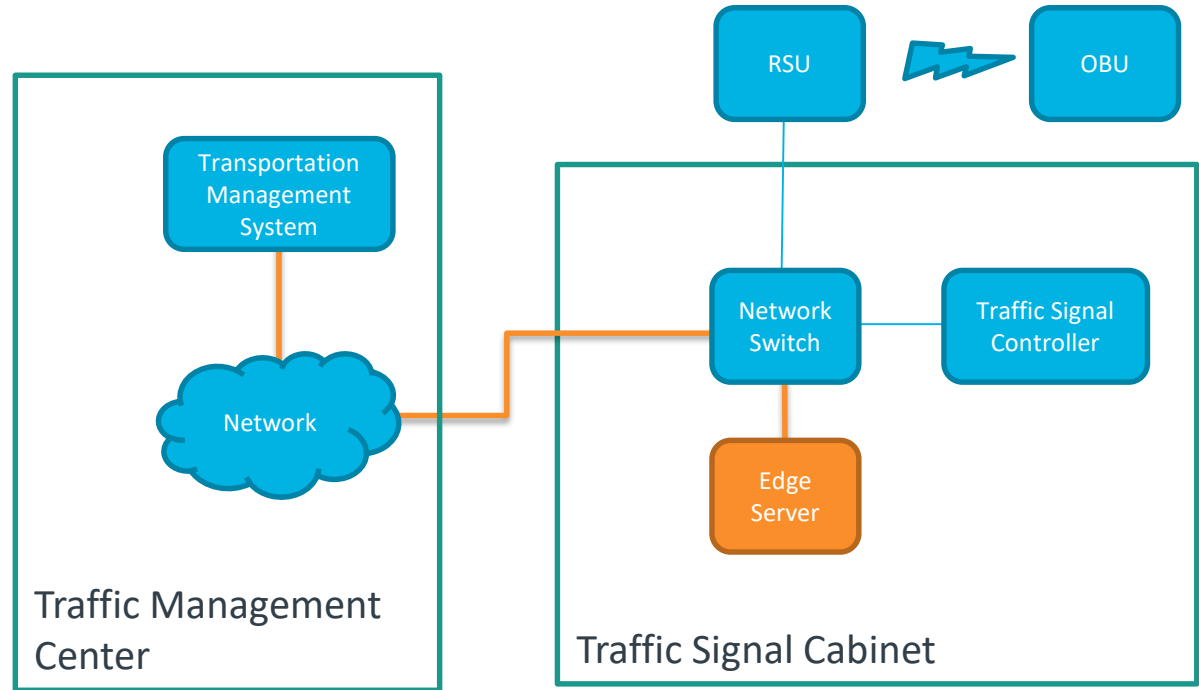 RSU
OBU
Transportation
Management
System
Network
Switch
Traffic Signal
Controller
Network
Edge
Server
Traffic Management
Center
Traffic Signal Cabinet